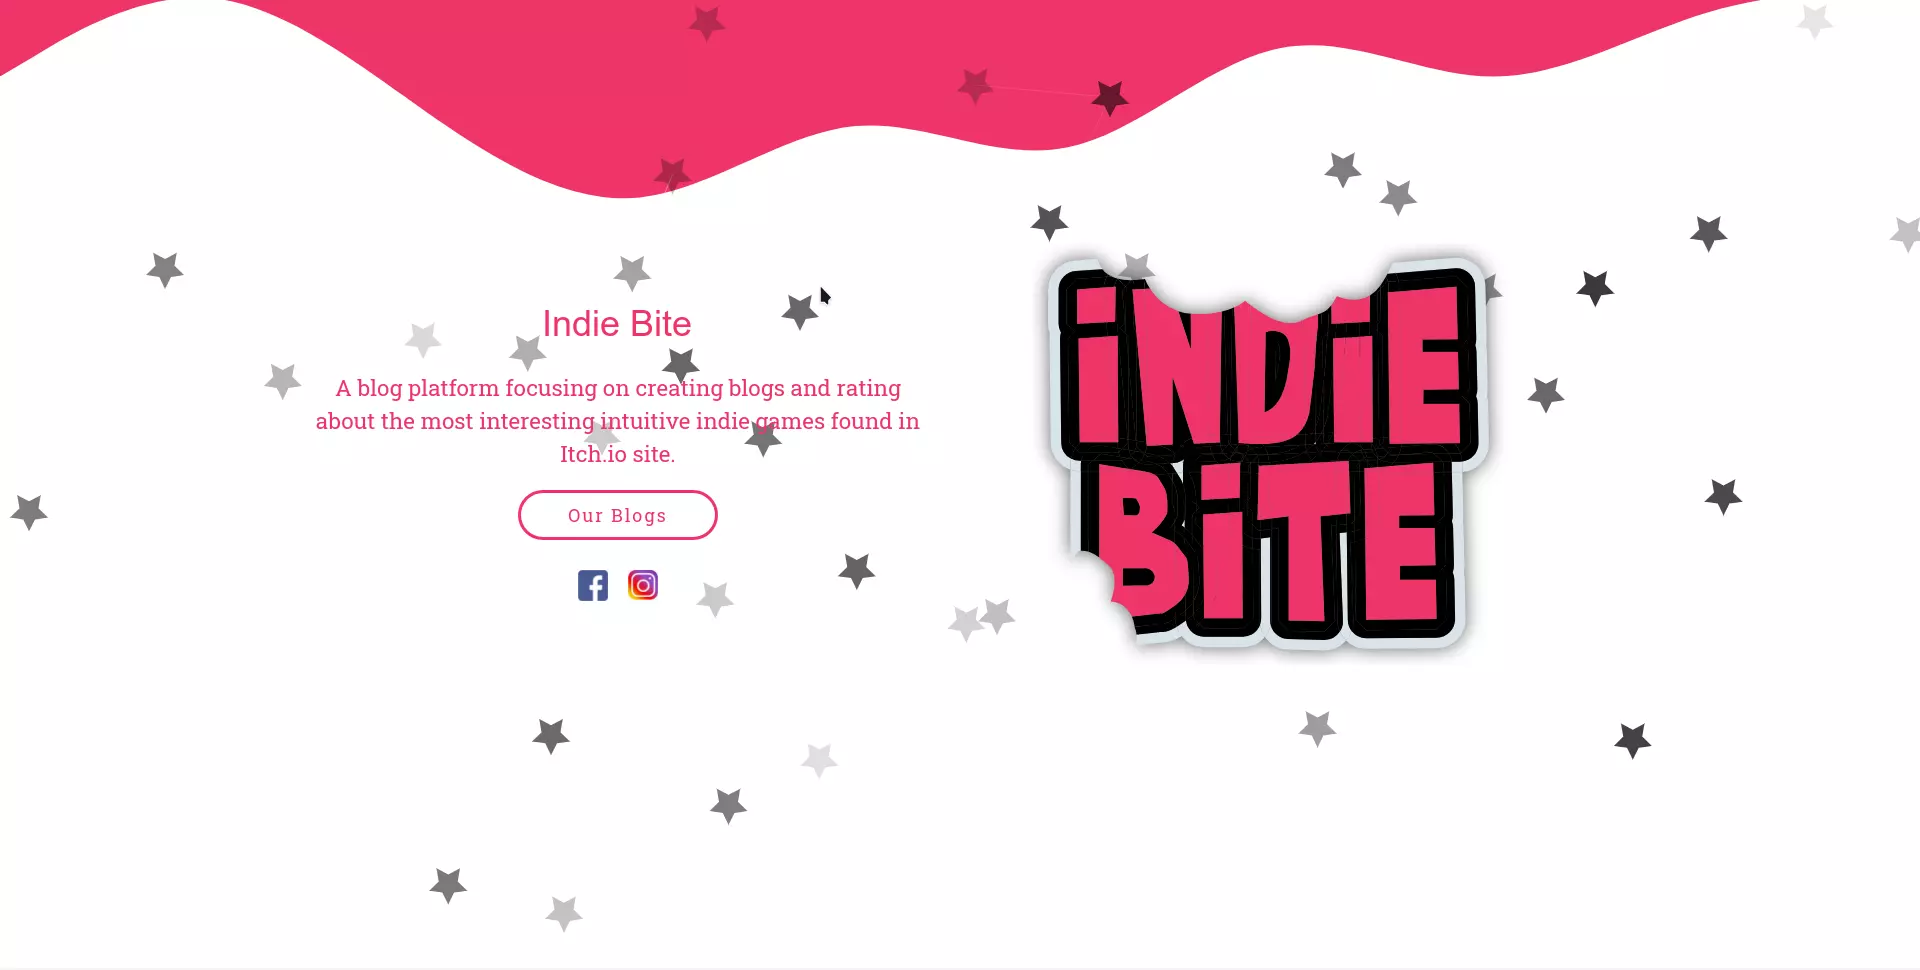 Indie Bite
A blog platform focusing on creating blogs and rating
about the most interesting intuitive indie games found in
Itch.io site.
Our Blogs
iNDiE
BiTE